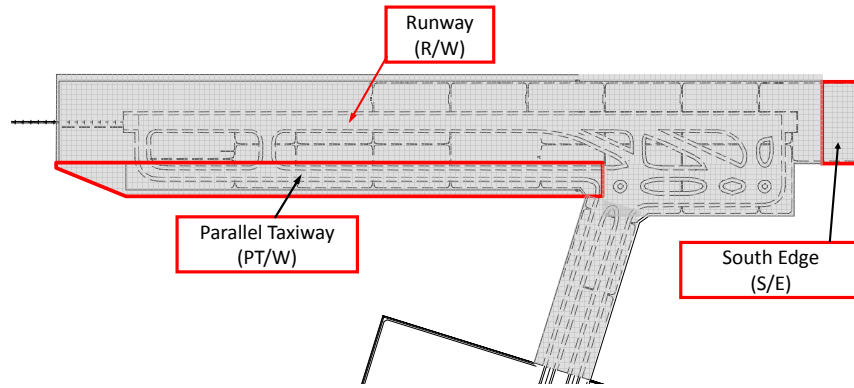 Runway
(R/W)
Parallel Taxiway
(PT/W)
South Edge
(S/E)